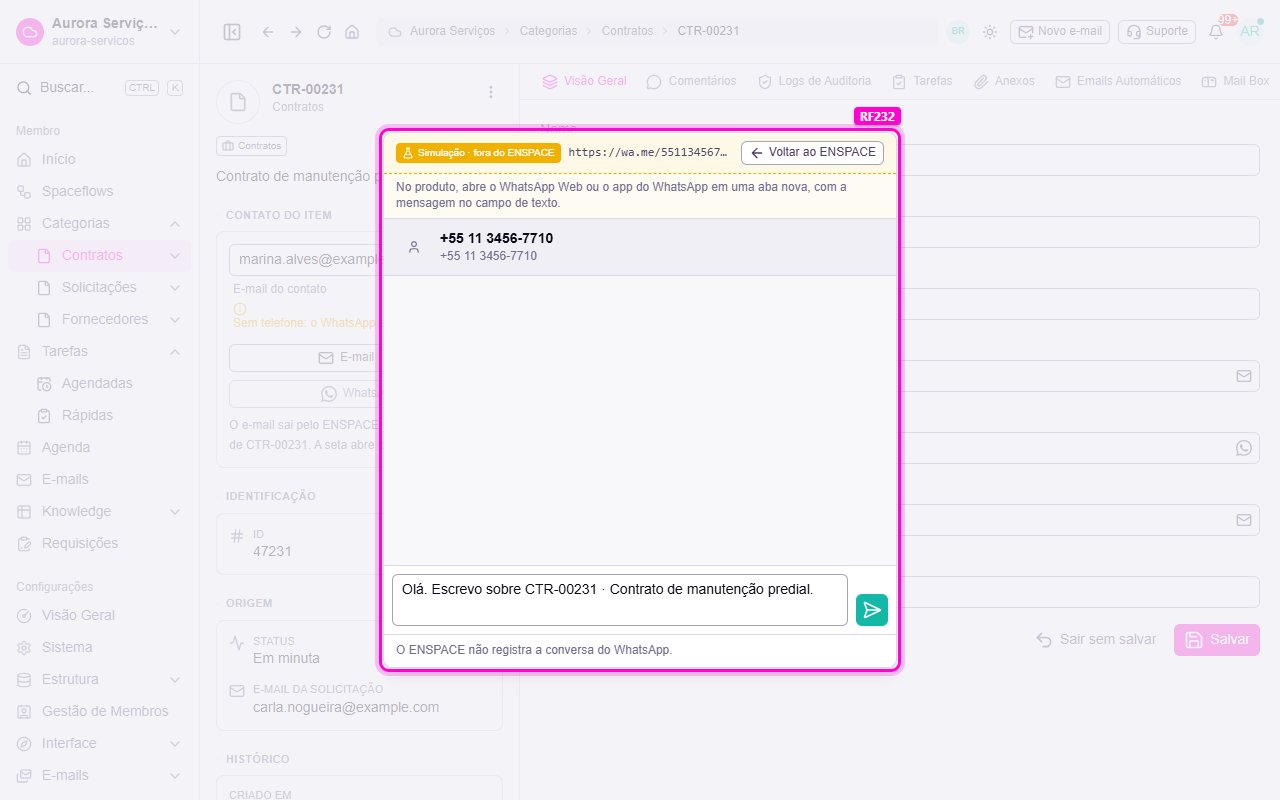 Aurora Serviç...
aurora-servicos
Aurora Serviços
Categorias
Contratos
CTR-00231
BR
Novo e-mail
Suporte
99+
AR
Buscar...
CTRL
K
Membro
Início
Spaceflows
Categorias
Contratos
Solicitações
Fornecedores
Tarefas
Agendadas
Rápidas
Agenda
E-mails
Knowledge
Requisições
Configurações
Visão Geral
Sistema
Estrutura
Gestão de Membros
Interface
E-mails
CTR-00231
Contratos
Contratos
Contrato de manutenção
CONTATO DO ITEM
marina.alves@example
E-mail do contato
Sem telefone: o WhatsApp
E-mail
O e-mail sai pelo ENSPACE
de CTR-00231. A seta abre
IDENTIFICAÇÃO
ID
47231
ORIGEM
STATUS
Em minuta
E-MAIL DA SOLICITAÇÃO
carla.nogueira@example.com
HISTÓRICO
CRIADO EM
Visão Geral
Comentários
Logs de Auditoria
Tarefas
Anexos
Emails Automáticos
Mail Box
RF232
Simulação · fora do ENSPACE
https://wa.me/551134567...
Voltar ao ENSPACE
No produto, abre o WhatsApp Web ou o app do WhatsApp em uma aba nova, com a
mensagem no campo de texto.
+55 11 3456-7710
+55 11 3456-7710
Olá. Escrevo sobre CTR-00231 · Contrato de manutenção predial.
O ENSPACE não registra a conversa do WhatsApp.
Sair sem salvar
Salvar